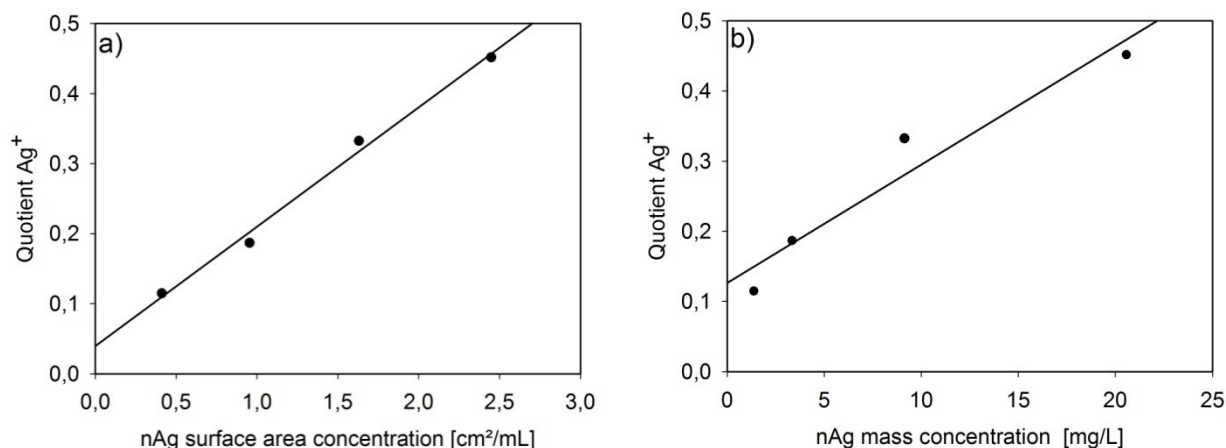 a)
Quotient Ag⁺
0,5
0,4
0,3
0,2
0,1
0,0
0,0 0,5 1,0 1,5 2,0 2,5 3,0
nAg surface area concentration [cm²/mL]
b)
Quotient Ag⁺
0,5
0,4
0,3
0,2
0,1
0,0
0 5 10 15 20 25
nAg mass concentration [mg/L]